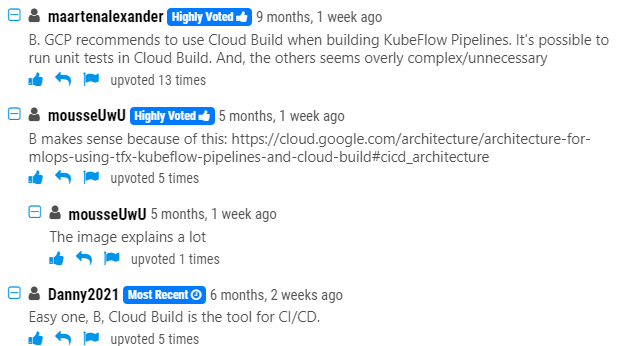 maartenalexander Highly Voted 9 months, 1 week ago
B. GCP recommends to use Cloud Build when building KubeFlow Pipelines. It's possible to
run unit tests in Cloud Build. And, the others seems overly complex/unnecessary
upvoted 13 times
mousseUwU Highly Voted 5 months, 1 week ago
B makes sense because of this: https://cloud.google.com/architecture/architecture-for-
mlops-using-tfx-kubeflow-pipelines-and-cloud-build#cicd_architecture
upvoted 5 times
mousseUwU 5 months, 1 week ago
The image explains a lot
upvoted 1 times
Danny2021 Most Recent 6 months, 2 weeks ago
Easy one, B, Cloud Build is the tool for CI/CD.
upvoted 5 times